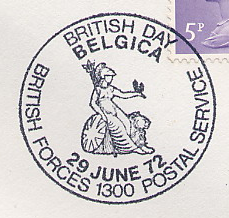 BRITISH DAY
BELGICA
29 JUNE 72
BRITISH FORCES 1300 POSTAL SERVICE
5P